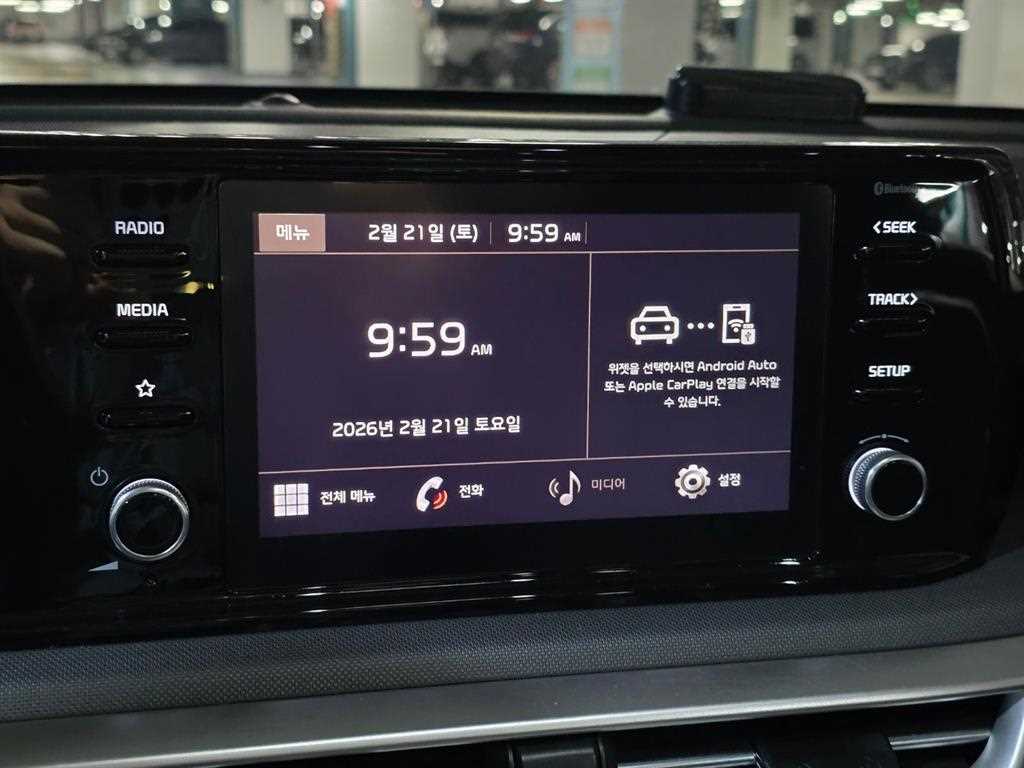 Bluetooth
RADIO
메뉴 2월 21일 (토) 9:59 AM
<SEEK
MEDIA
9:59 AM
TRACK>
위젯을 선택하시면 Android Auto
또는 Apple CarPlay 연결을 시작할
수 있습니다.
SETUP
2026년 2월 21일 토요일
전체 메뉴 전화 미디어 설정